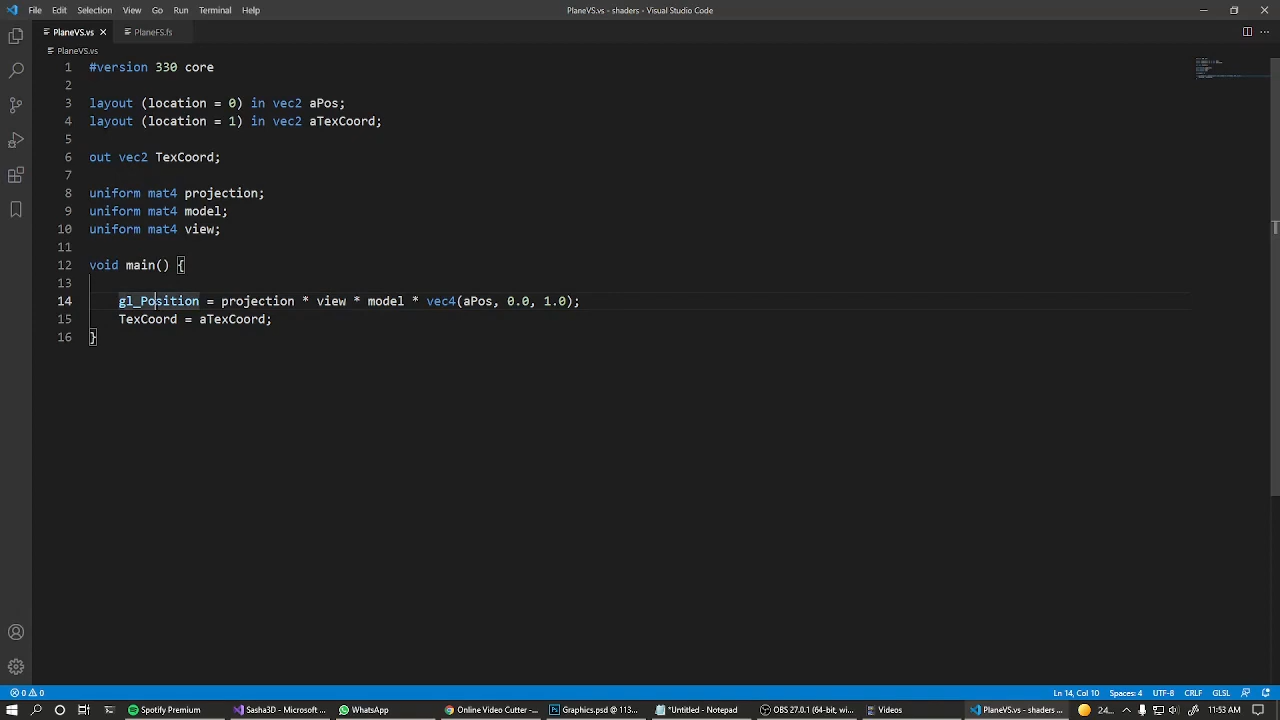 File Edit Selection View Go Run Terminal Help PlaneVS.vs - shaders - Visual Studio Code
PlaneVS.vs PlaneFS.fs
PlaneVS.vs
1 #version 330 core
2
3 layout (location = 0) in vec2 aPos;
4 layout (location = 1) in vec2 aTexCoord;
5
6 out vec2 TexCoord;
7
8 uniform mat4 projection;
9 uniform mat4 model;
10 uniform mat4 view;
11
12 void main() {
13
14 gl_Position = projection * view * model * vec4(aPos, 0.0, 1.0);
15 TexCoord = aTexCoord;
16 }
0 0 Ln 14, Col 10 Spaces: 4 UTF-8 CRLF GLSL
Spotify Premium Sasha3D - Microsoft ... WhatsApp Online Video Cutter -... Graphics.psd @ 115... *Untitled - Notepad OBS 27.0.1 (64-bit, wi... Videos PlaneVS.vs - shaders ... 24... 11:53 AM